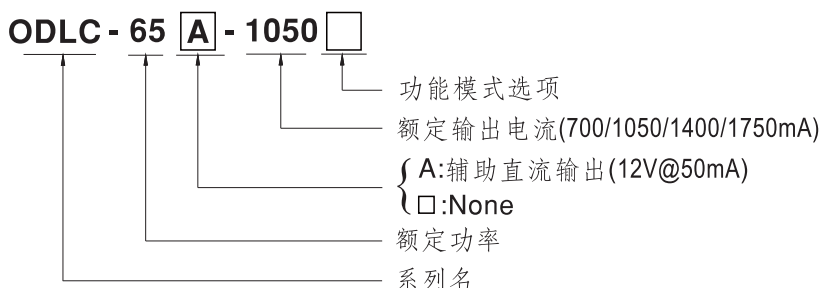 ODLC - 65 A - 1050 □
功能模式选项
额定输出电流(700/1050/1400/1750mA)
A:辅助直流输出(12V@50mA)
□:None
额定功率
系列名